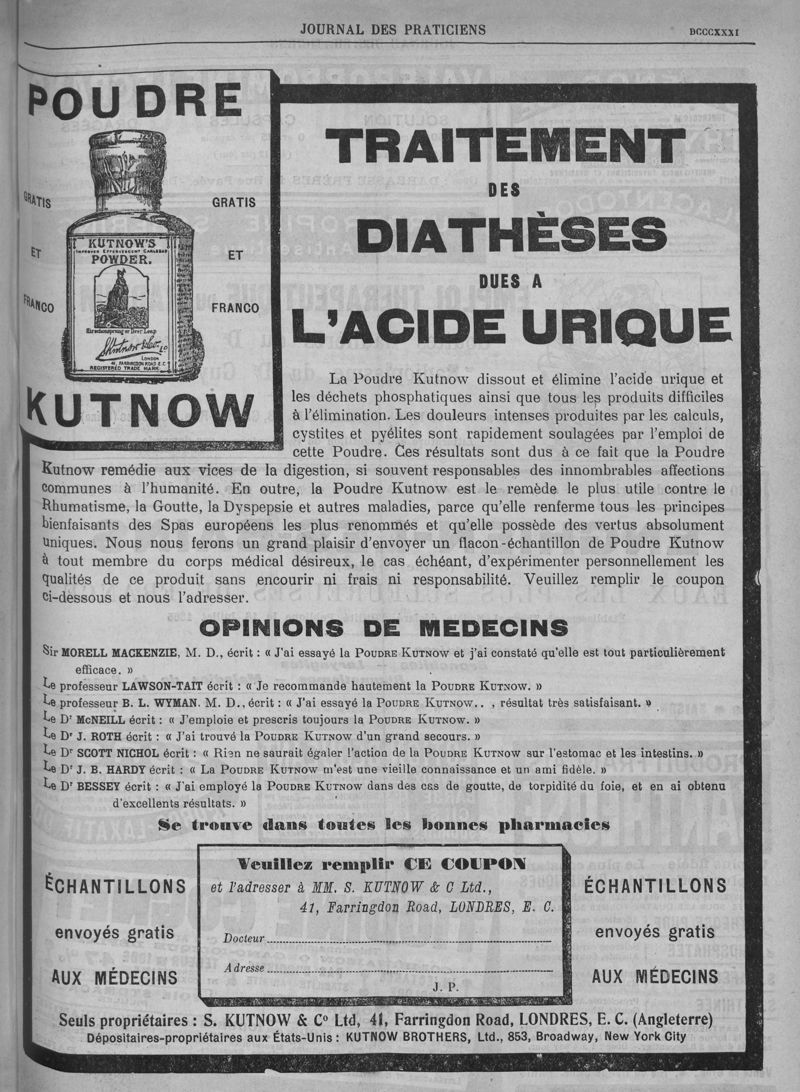 JOURNAL DES PRATICIENS
DCCCXXXI
POUDRE
GRATIS
ET
FRANCO
KUTNOW'S
IMPROVED EFFERVESCENT CARLSBAD
POWDER.
Hirschensprung or Deer Leap
LONDON
41, FARRINGDON ROAD E.C.
REGISTERED TRADE MARK
GRATIS
ET
FRANCO
KUTNOW
TRAITEMENT
DES
DIATHÈSES
DUES A
L'ACIDE URIQUE
La Poudre Kutnow dissout et élimine l'acide urique et
les déchets phosphatiques ainsi que tous les produits difficiles
à l'élimination. Les douleurs intenses produites par les calculs,
cystites et pyélites sont rapidement soulagées par l'emploi de
cette Poudre. Ces résultats sont dus à ce fait que la Poudre
Kutnow remédie aux vices de la digestion, si souvent responsables des innombrables affections
communes à l'humanité. En outre, la Poudre Kutnow est le remède le plus utile contre le
Rhumatisme, la Goutte, la Dyspepsie et autres maladies, parce qu'elle renferme tous les principes
bienfaisants des Spas européens les plus renommés et qu'elle possède des vertus absolument
uniques. Nous nous ferons un grand plaisir d'envoyer un flacon-échantillon de Poudre Kutnow
à tout membre du corps médical désireux, le cas échéant, d'expérimenter personnellement les
qualités de ce produit sans encourir ni frais ni responsabilité. Veuillez remplir le coupon
ci-dessous et nous l'adresser.
OPINIONS DE MEDECINS
Sir MORELL MACKENZIE, M. D., écrit : « J'ai essayé la POUDRE KUTNOW et j'ai constaté qu'elle est tout particulièrement
efficace. »
Le professeur LAWSON-TAIT écrit : « Je recommande hautement la POUDRE KUTNOW. »
Le professeur B. L. WYMAN. M. D., écrit : « J'ai essayé la POUDRE KUTNOW.. , résultat très satisfaisant. »
Le Dr McNEILL écrit : « J'emploie et prescris toujours la POUDRE KUTNOW. »
Le Dr J. ROTH écrit : « J'ai trouvé la POUDRE KUTNOW d'un grand secours. »
Le Dr SCOTT NICHOL écrit : « Rien ne saurait égaler l'action de la POUDRE KUTNOW sur l'estomac et les intestins. »
Le Dr J. B. HARDY écrit : « La POUDRE KUTNOW m'est une vieille connaissance et un ami fidèle. »
Le Dr BESSEY écrit : « J'ai employé la POUDRE KUTNOW dans des cas de goutte, de torpidité du foie, et en ai obtenu
d'excellents résultats. »
Se trouve dans toutes les bonnes pharmacies
ÉCHANTILLONS
envoyés gratis
AUX MÉDECINS
Veuillez remplir CE COUPON
et l'adresser à MM. S. KUTNOW & C Ltd.,
41, Farringdon Road, LONDRES, E. C.
Docteur
Adresse
J. P.
ÉCHANTILLONS
envoyés gratis
AUX MÉDECINS
Seuls propriétaires : S. KUTNOW & Co Ltd, 41, Farringdon Road, LONDRES, E. C. (Angleterre)
Dépositaires-propriétaires aux États-Unis : KUTNOW BROTHERS, Ltd., 853, Broadway, New York City